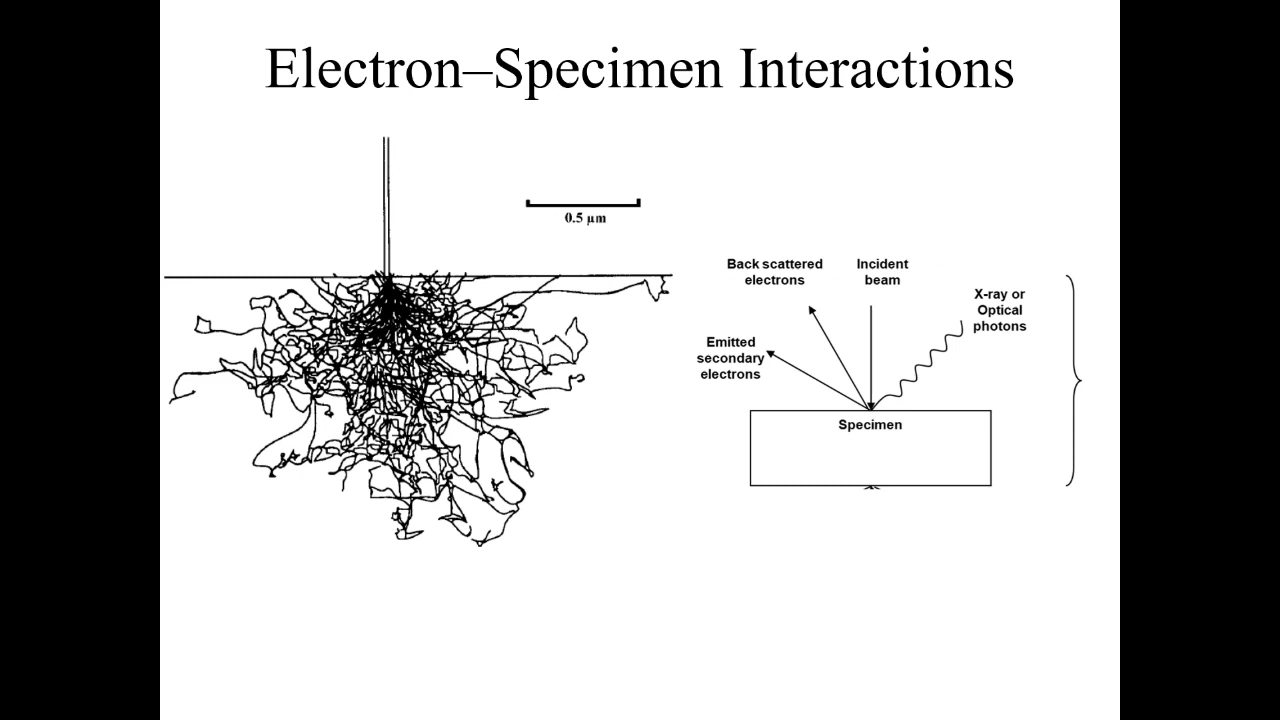 Electron–Specimen Interactions
0.5 µm
Back scattered
electrons
Incident
beam
X-ray or
Optical
photons
Emitted
secondary
electrons
Specimen